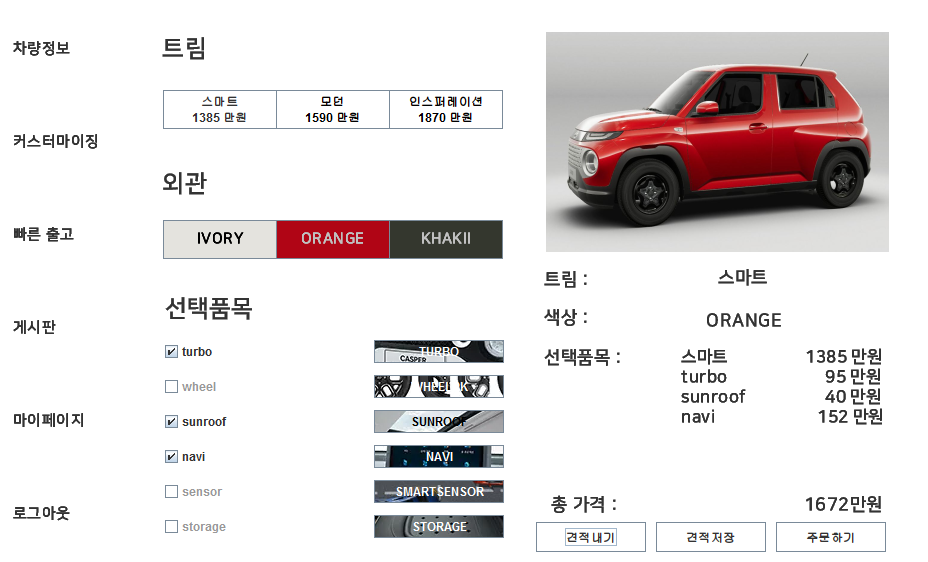 차량정보
커스터마이징
빠른 출고
게시판
마이페이지
로그아웃
트림
스마트
1385 만원
모던
1590 만원
인스퍼레이션
1870 만원
외관
IVORY
ORANGE
KHAKII
선택품목
turbo
CASPER
TURBO
wheel
sunroof
SUNROOF
navi
NAVI
sensor
SMARTSENSOR
storage
STORAGE
트림 : 스마트
색상 : ORANGE
선택품목 : 스마트 1385 만원
turbo 95 만원
sunroof 40 만원
navi 152 만원
총 가격 : 1672만원
견적내기
견적저장
주문하기